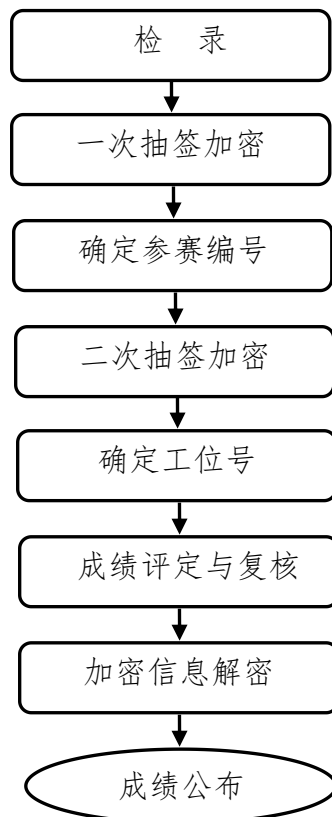 检 录
一次抽签加密
确定参赛编号
二次抽签加密
确定工位号
成绩评定与复核
加密信息解密
成绩公布